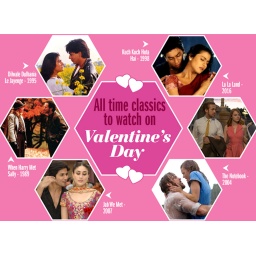 Kuch Kuch Hota
Hai - 1998
Dilwale Dulhania
Le Jayenge - 1995
La La Land -
2016
All time classics
to watch on
Valentine's
Day
When Harry Met
Sally - 1989
The Notebook -
2004
Jab We Met -
2007